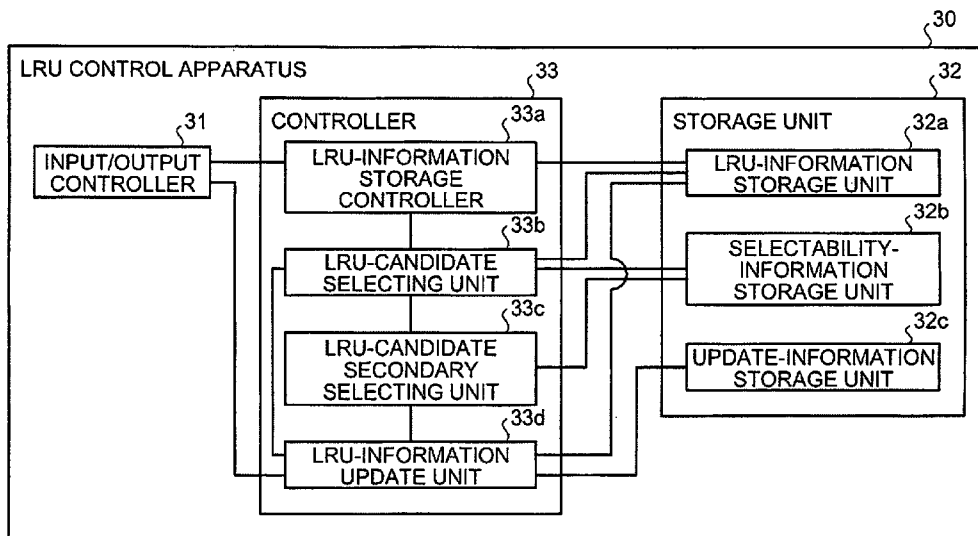 30
LRU CONTROL APPARATUS
33
32
CONTROLLER
33a
STORAGE UNIT
32a
31
INPUT/OUTPUT
CONTROLLER
LRU-INFORMATION
STORAGE
CONTROLLER
LRU-INFORMATION
STORAGE UNIT
33b
32b
LRU-CANDIDATE
SELECTING UNIT
SELECTABILITY-
INFORMATION
STORAGE UNIT
33c
32c
LRU-CANDIDATE
SECONDARY
SELECTING UNIT
UPDATE-INFORMATION
STORAGE UNIT
33d
LRU-INFORMATION
UPDATE UNIT